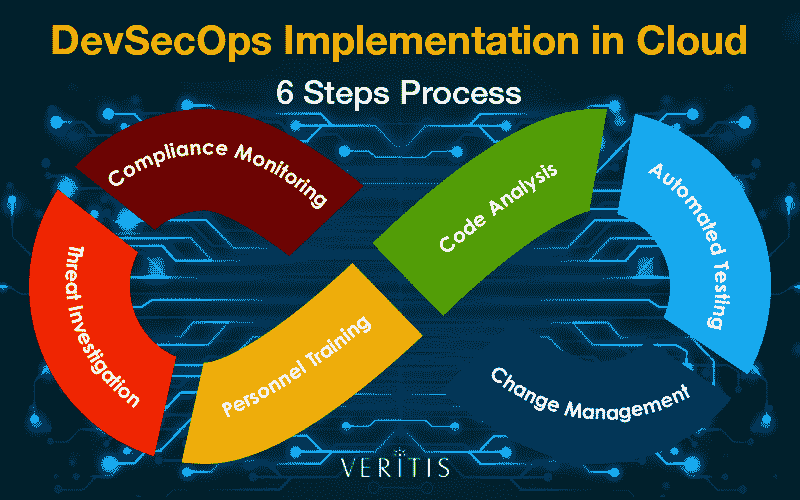 DevSecOps Implementation in Cloud
6 Steps Process
Compliance Monitoring
Code Analysis
Automated Testing
Threat Investigation
Personnel Training
Change Management
VERITIS